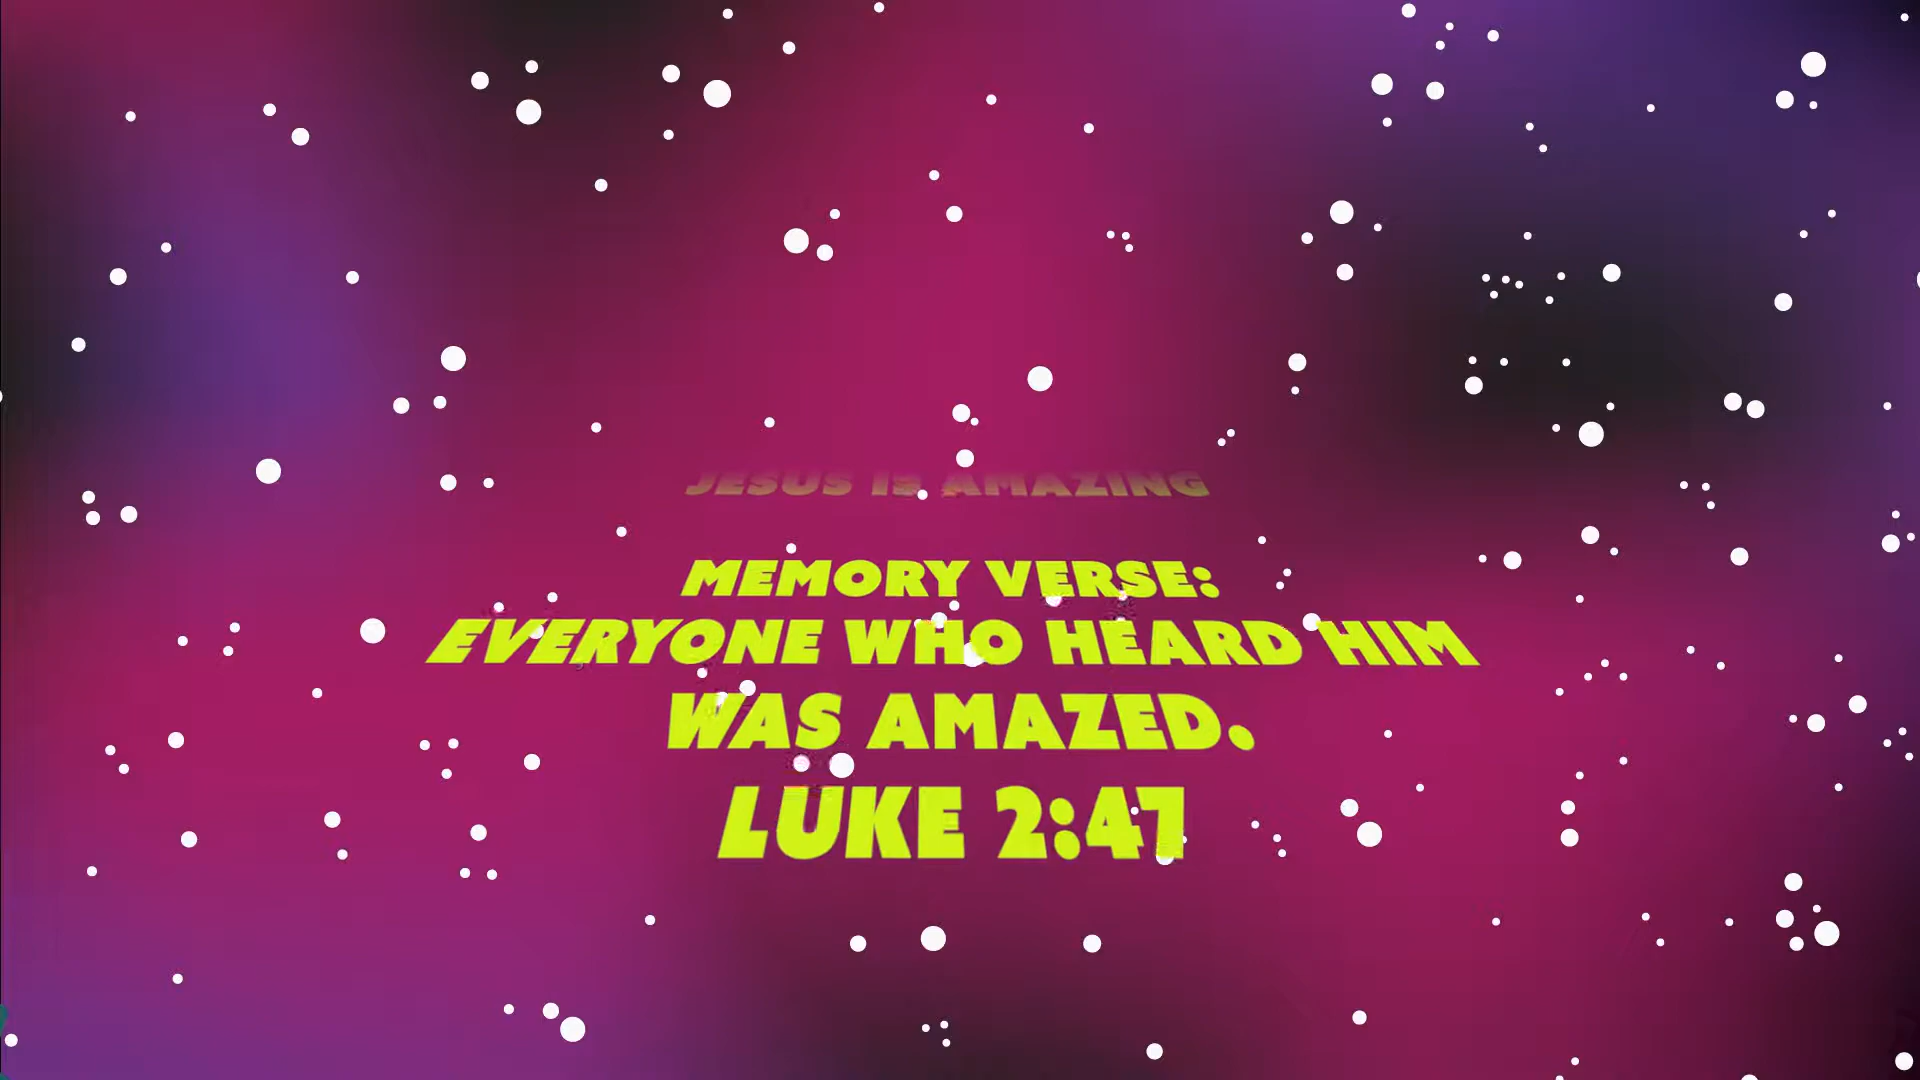 JESUS IS AMAZING
MEMORY VERSE:
EVERYONE WHO HEARD HIM
WAS AMAZED.
LUKE 2:47